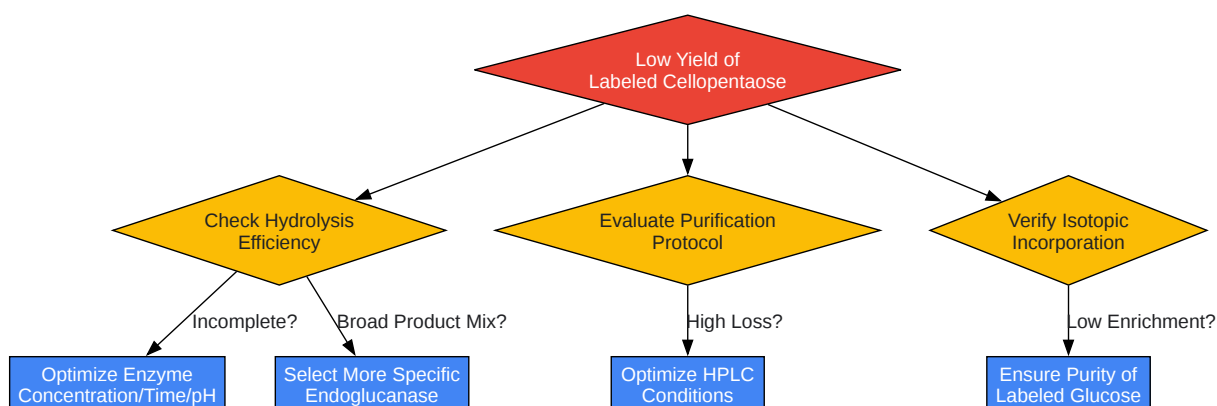 Low Yield of
Labeled Cellopentaose
Check Hydrolysis
Efficiency
Evaluate Purification
Protocol
Verify Isotopic
Incorporation
Incomplete?
Broad Product Mix?
High Loss?
Low Enrichment?
Optimize Enzyme
Concentration/Time/pH
Select More Specific
Endoglucanase
Optimize HPLC
Conditions
Ensure Purity of
Labeled Glucose